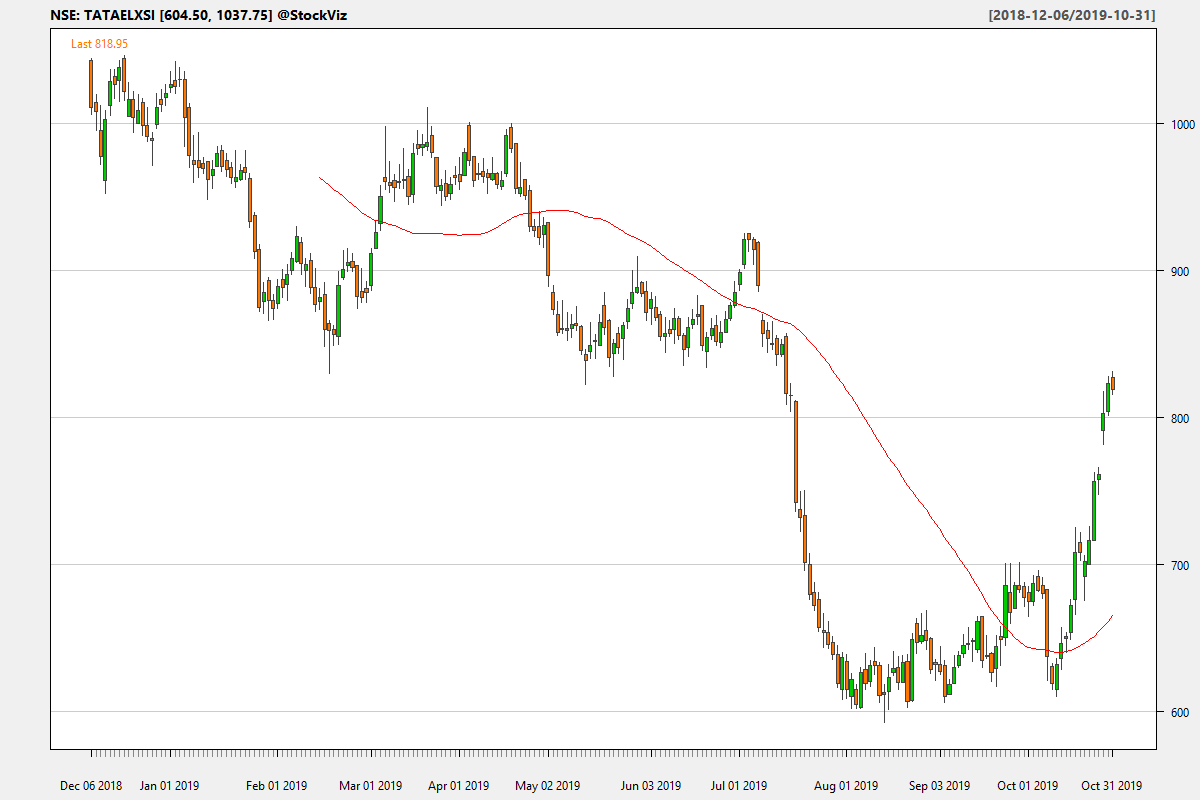 NSE: TATAELXSI [604.50, 1037.75] @StockViz
[2018-12-06/2019-10-31]
Last 818.95
1000
900
800
700
600
Dec 06 2018 Jan 01 2019 Feb 01 2019 Mar 01 2019 Apr 01 2019 May 02 2019 Jun 03 2019 Jul 01 2019 Aug 01 2019 Sep 03 2019 Oct 01 2019 Oct 31 2019